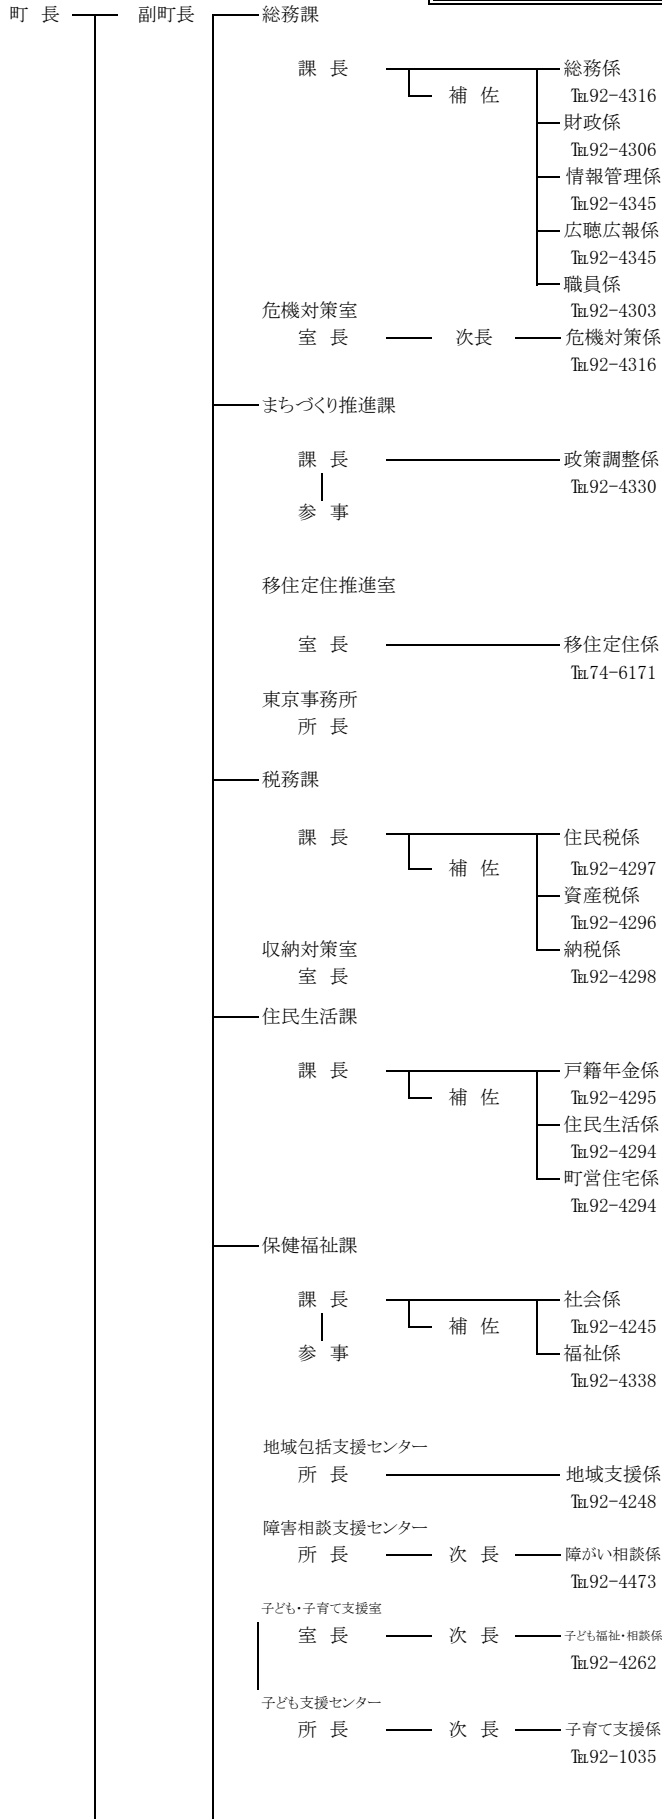 町 長 副町長 総務課
課 長 総務係
補 佐 ℡92-4316
財政係
℡92-4306
情報管理係
℡92-4345
広聴広報係
℡92-4345
職員係
危機対策室 ℡92-4303
室 長 次長 危機対策係
℡92-4316
まちづくり推進課
課 長 政策調整係
℡92-4330
参 事
移住定住推進室
室 長 移住定住係
℡74-6171
東京事務所
所 長
税務課
課 長 住民税係
補 佐 ℡92-4297
資産税係
℡92-4296
収納対策室 納税係
室 長 ℡92-4298
住民生活課
課 長 戸籍年金係
補 佐 ℡92-4295
住民生活係
℡92-4294
町営住宅係
℡92-4294
保健福祉課
課 長 社会係
補 佐 ℡92-4245
参 事 福祉係
℡92-4338
地域包括支援センター
所 長 地域支援係
℡92-4248
障害相談支援センター
所 長 次 長 障がい相談係
℡92-4473
子ども・子育て支援室
室 長 次 長 子ども福祉・相談係
℡92-4262
子ども支援センター
所 長 次 長 子育て支援係
℡92-1035